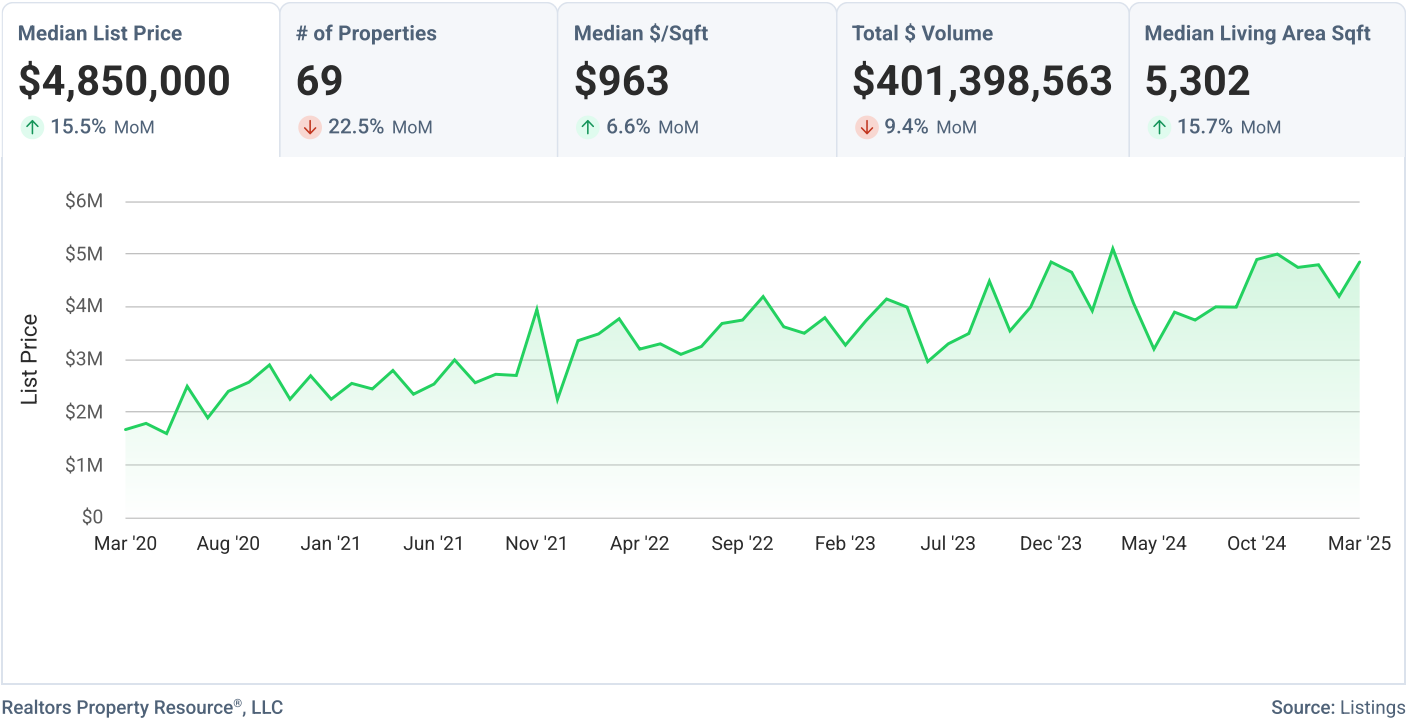 Median List Price
$4,850,000
15.5% MoM
# of Properties
69
22.5% MoM
Median $/Sqft
$963
6.6% MoM
Total $ Volume
$401,398,563
9.4% MoM
Median Living Area Sqft
5,302
15.7% MoM
List Price
$6M
$5M
$4M
$3M
$2M
$1M
$0
Mar '20 Aug '20 Jan '21 Jun '21 Nov '21 Apr '22 Sep '22 Feb '23 Jul '23 Dec '23 May '24 Oct '24 Mar '25
Realtors Property Resource®, LLC
Source: Listings